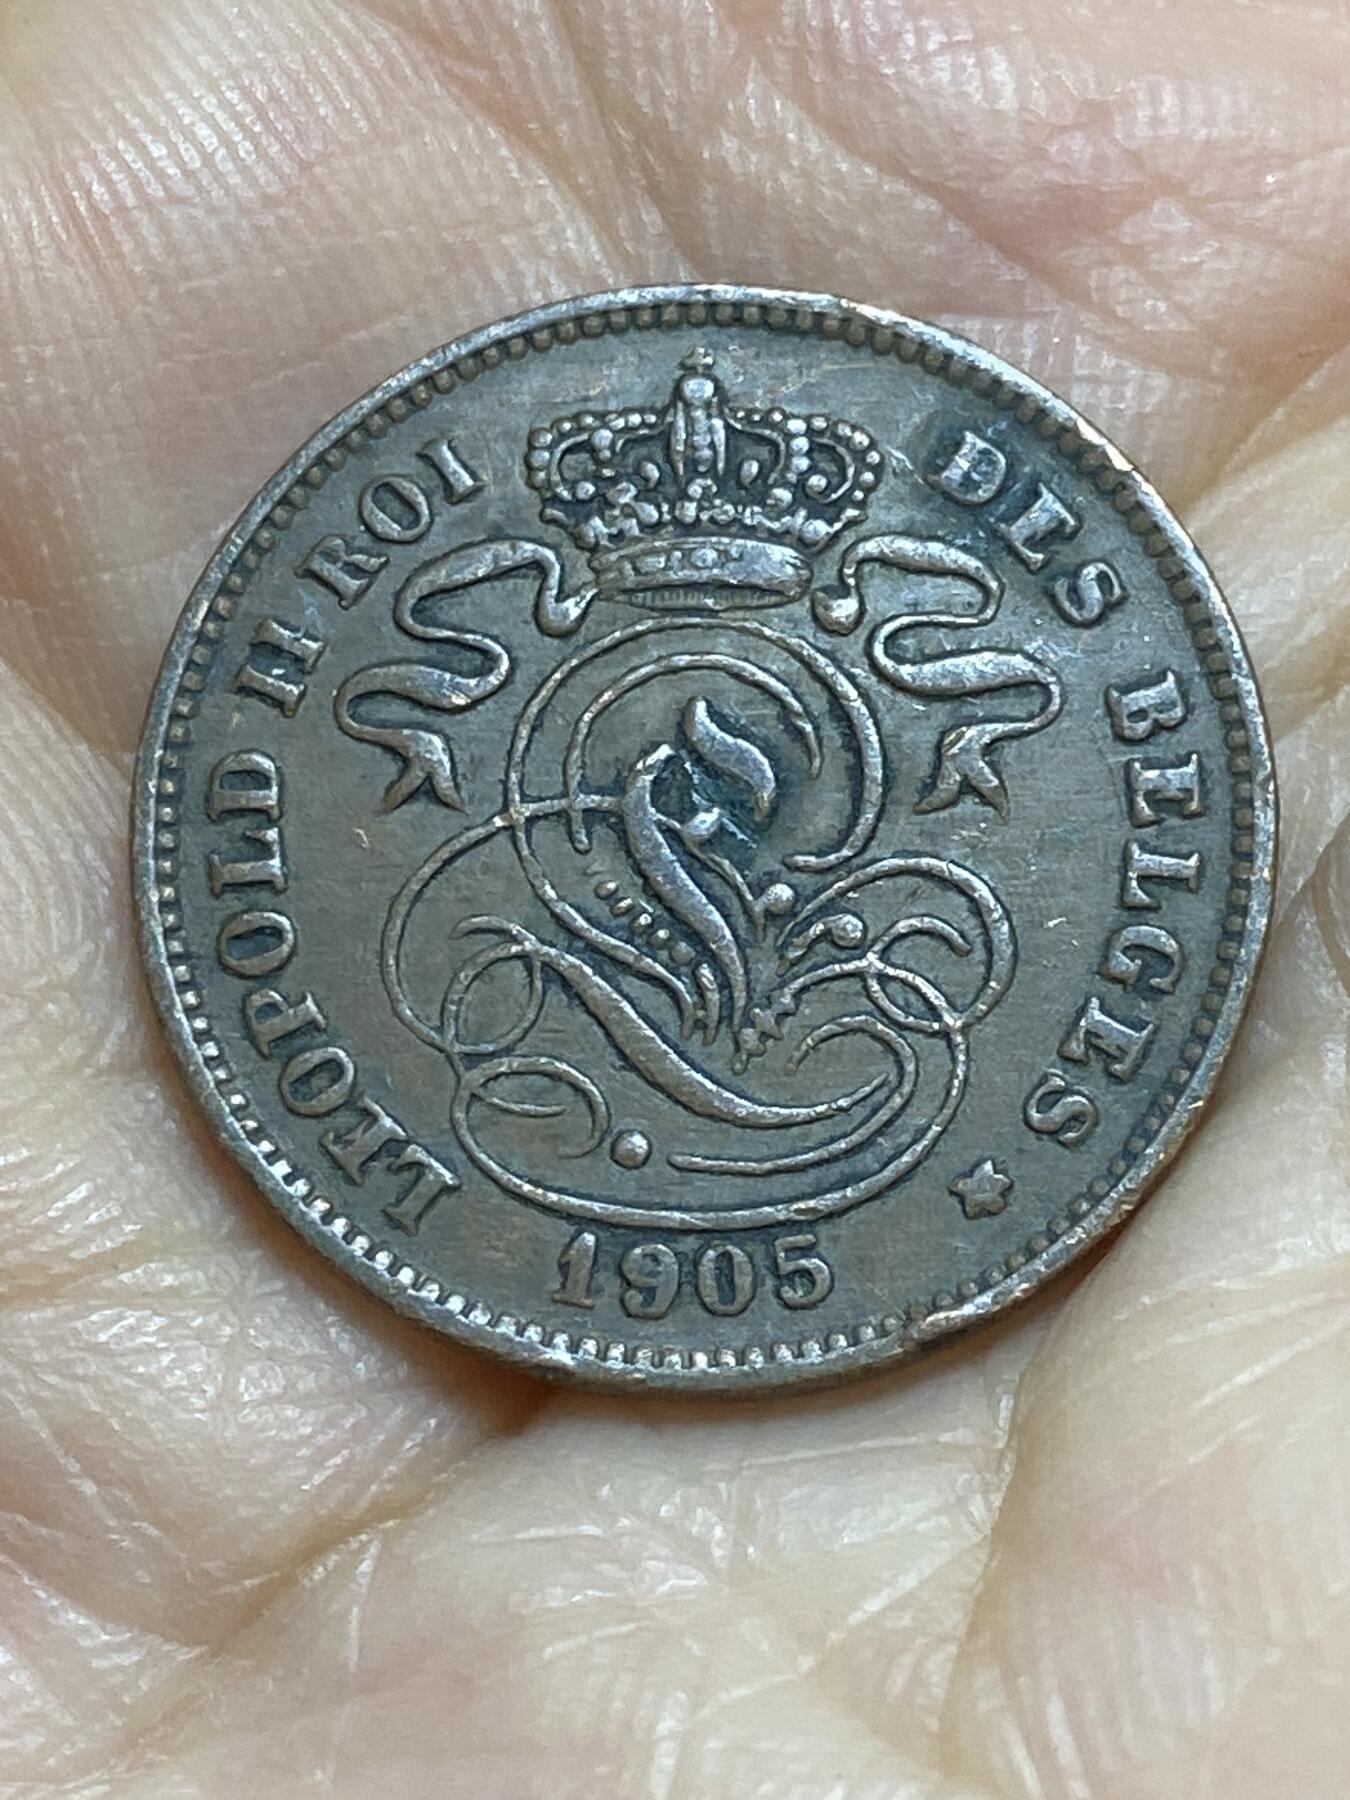 LEOPOLD II ROI DES BELGES
1905